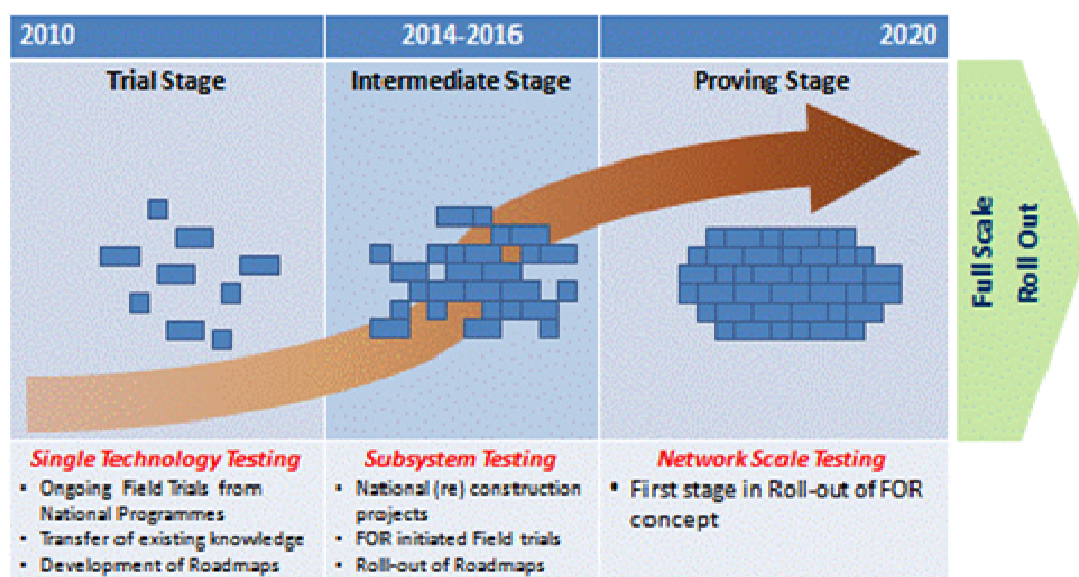 2010
2014-2016
2020
Trial Stage
Intermediate Stage
Proving Stage
Full Scale
Roll Out
Single Technology Testing
• Ongoing Field Trials from
National Programmes
• Transfer of existing knowledge
• Development of Roadmaps
Subsystem Testing
• National (re) construction
projects
• FOR initiated Field trials
• Roll-out of Roadmaps
Network Scale Testing
• First stage in Roll-out of FOR
concept